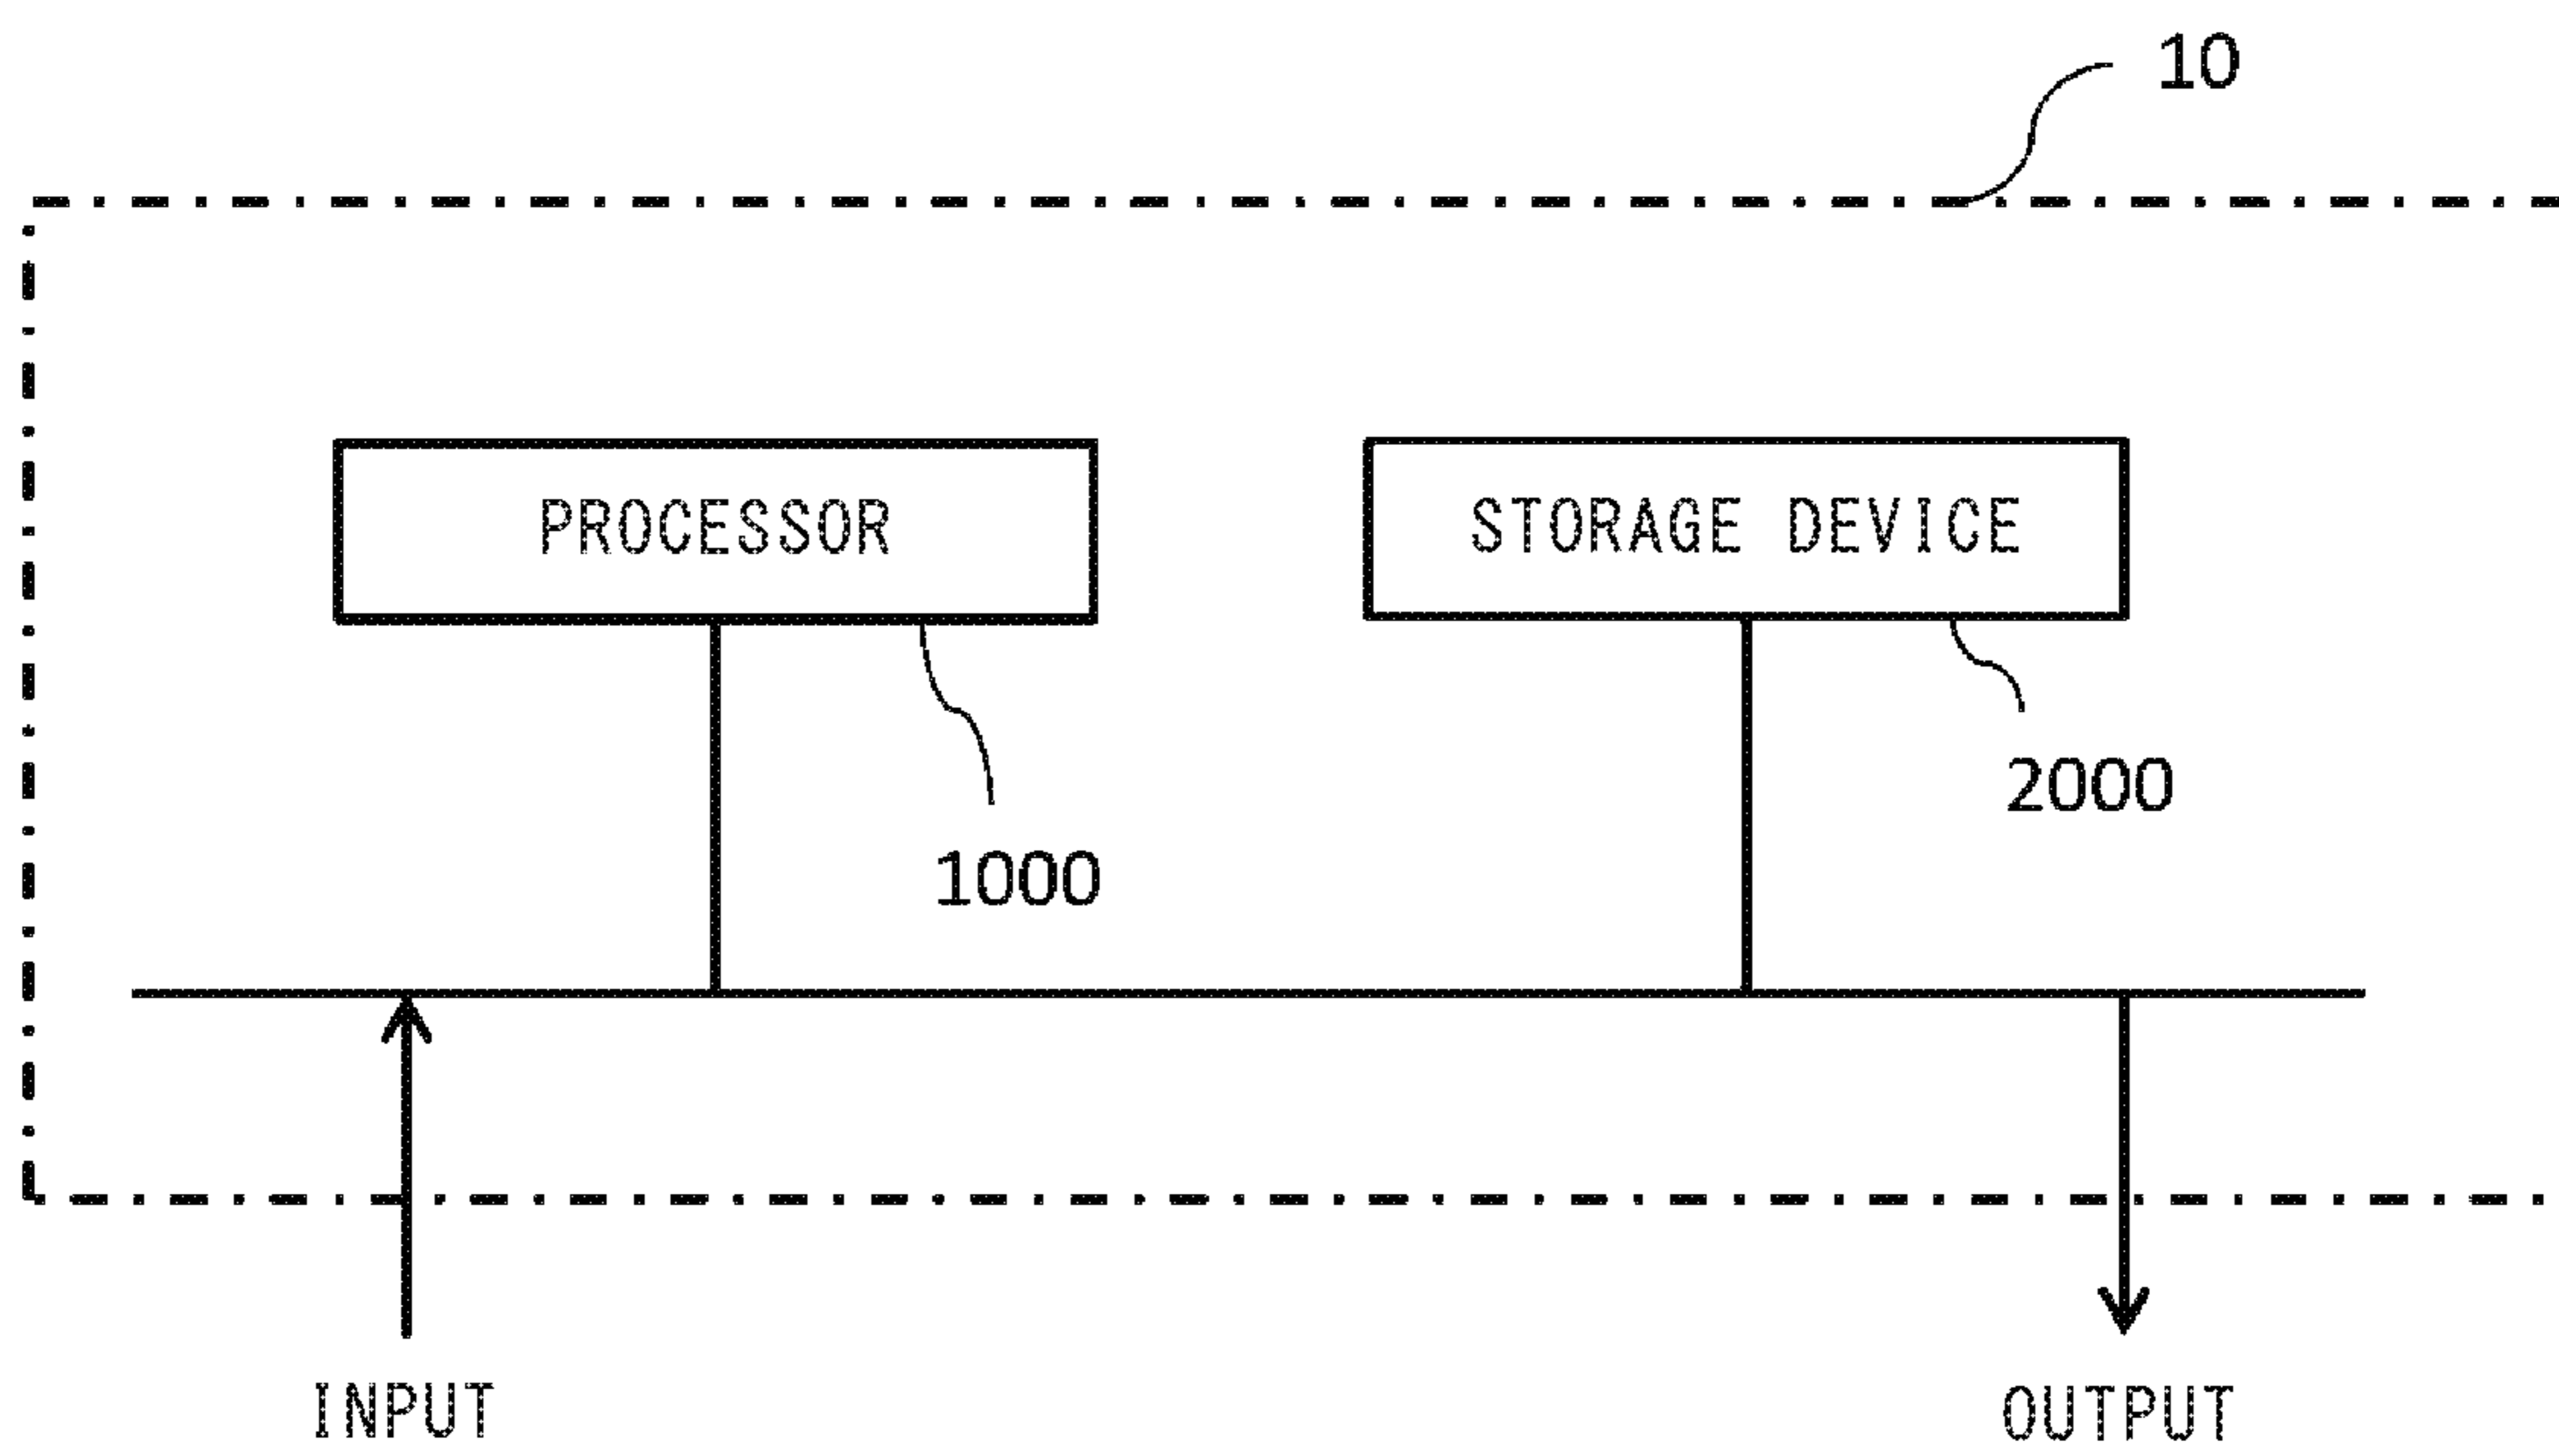 10
PROCESSOR
STORAGE DEVICE
2000
1000
INPUT
OUTPUT